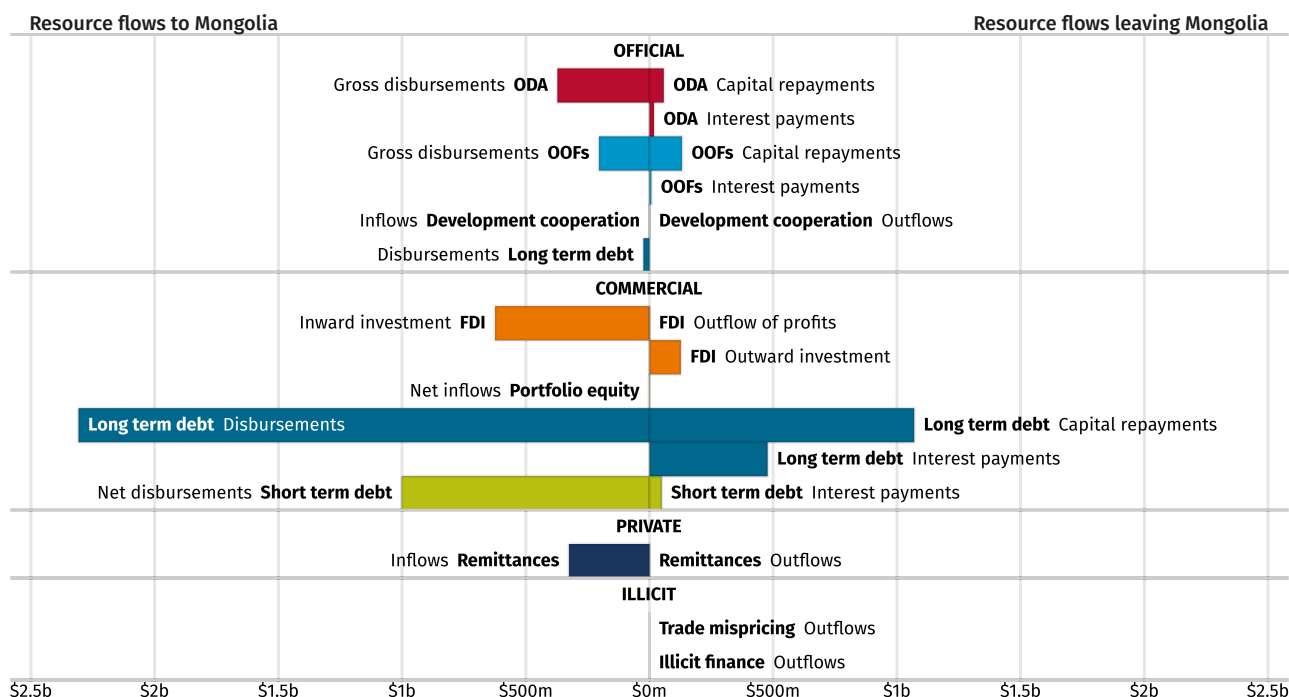 Resource flows to Mongolia Resource flows leaving Mongolia
OFFICIAL
Gross disbursements ODA ODA Capital repayments
ODA Interest payments
Gross disbursements OOFs OOFs Capital repayments
OOFs Interest payments
Inflows Development cooperation Development cooperation Outflows
Disbursements Long term debt
COMMERCIAL
Inward investment FDI FDI Outflow of profits
FDI Outward investment
Net inflows Portfolio equity
Long term debt Disbursements Long term debt Capital repayments
Long term debt Interest payments
Net disbursements Short term debt Short term debt Interest payments
PRIVATE
Inflows Remittances Remittances Outflows
ILLICIT
Trade mispricing Outflows
Illicit finance Outflows
$2.5b $2b $1.5b $1b $500m $0m $500m $1b $1.5b $2b $2.5b